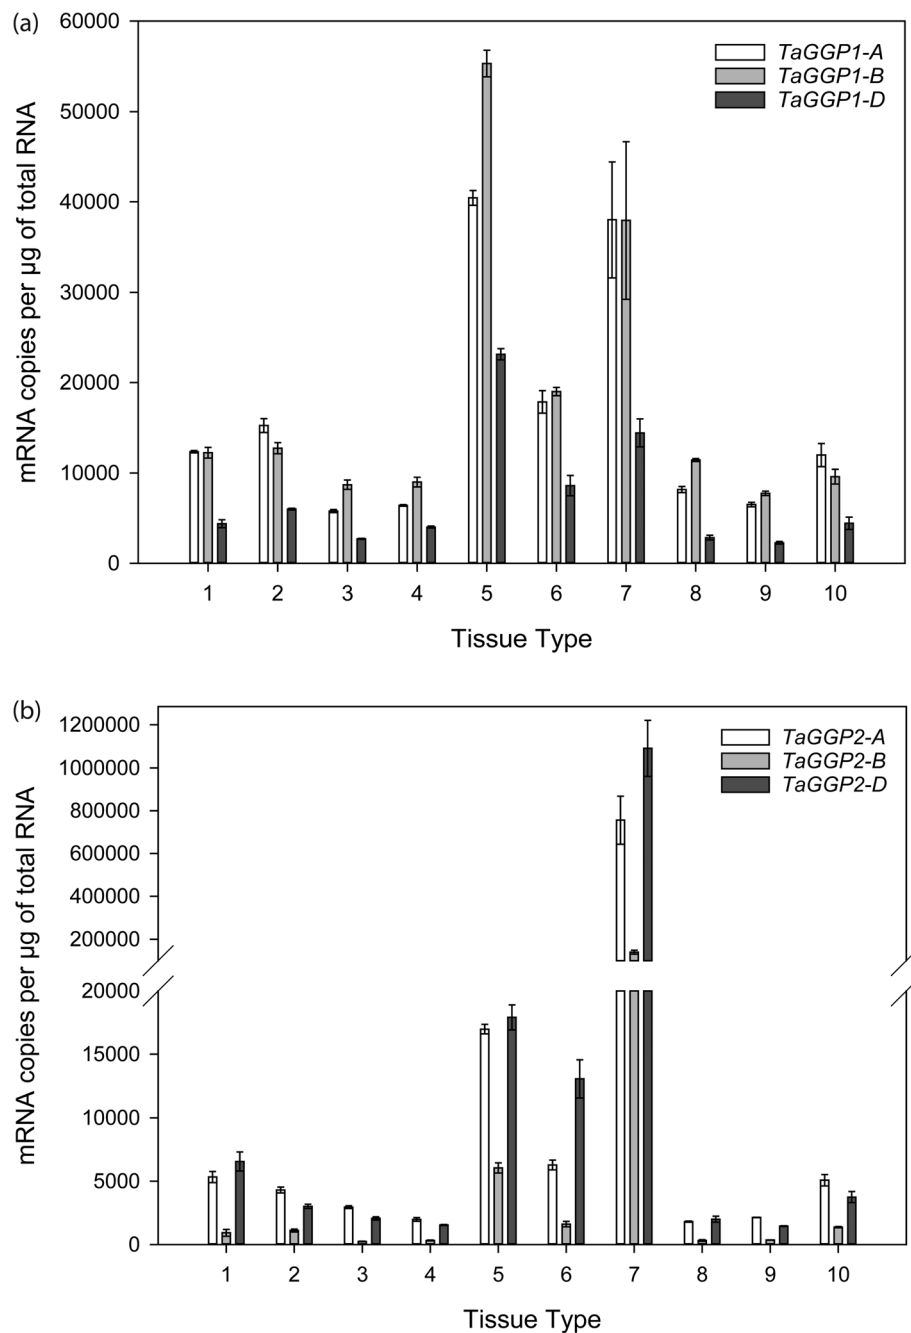 (a)
60000
50000
40000
30000
20000
10000
0
mRNA copies per µg of total RNA
TaGGP1-A
TaGGP1-B
TaGGP1-D
1 2 3 4 5 6 7 8 9 10
Tissue Type
(b)
1200000
1000000
800000
600000
400000
200000
20000
15000
10000
5000
0
mRNA copies per µg of total RNA
TaGGP2-A
TaGGP2-B
TaGGP2-D
1 2 3 4 5 6 7 8 9 10
Tissue Type